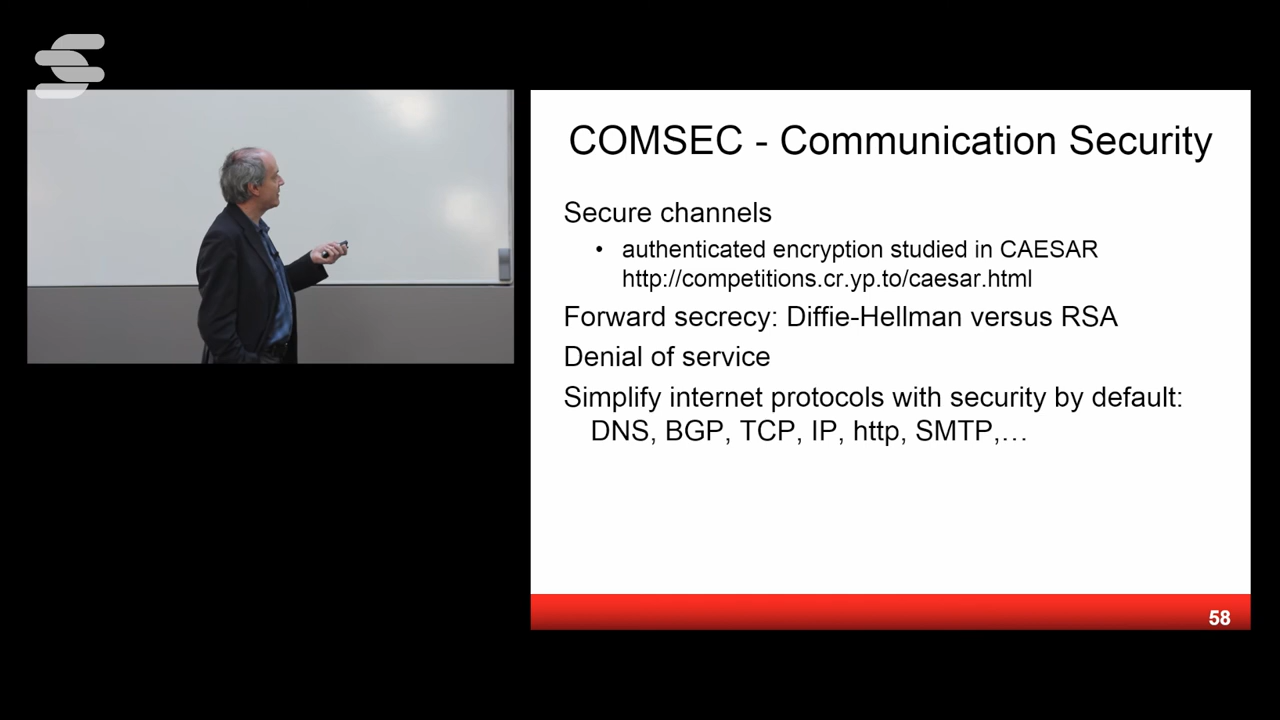 COMSEC - Communication Security
Secure channels
• authenticated encryption studied in CAESAR
http://competitions.cr.yp.to/caesar.html
Forward secrecy: Diffie-Hellman versus RSA
Denial of service
Simplify internet protocols with security by default:
DNS, BGP, TCP, IP, http, SMTP,…
58